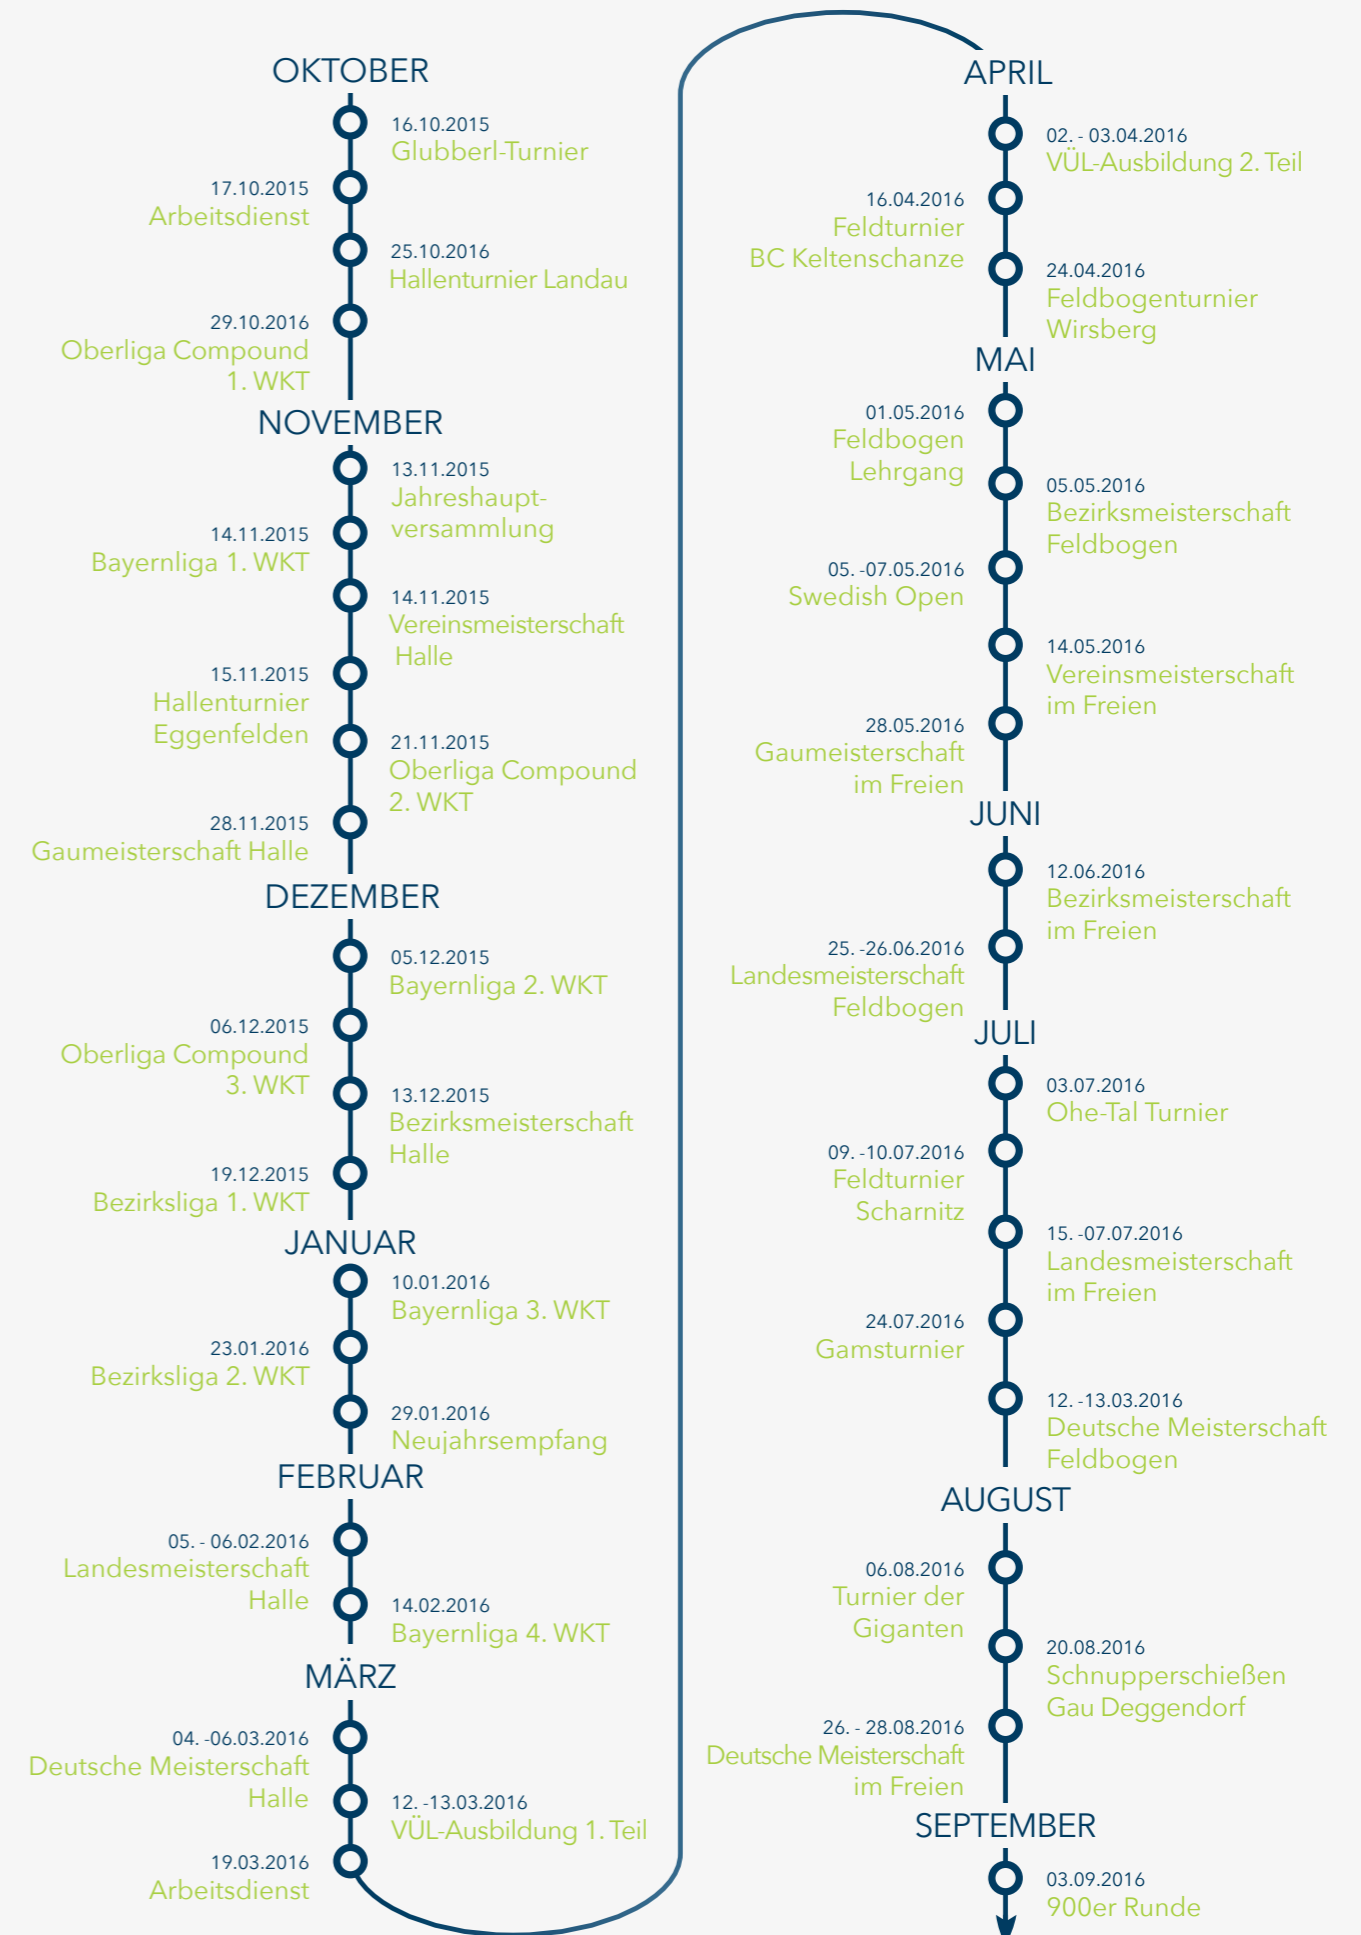 OKTOBER
16.10.2015
Glubberl-Turnier
17.10.2015
Arbeitsdienst
25.10.2016
Hallenturnier Landau
29.10.2016
Oberliga Compound
1. WKT
NOVEMBER
13.11.2015
Jahreshaupt-
versammlung
14.11.2015
Bayernliga 1. WKT
14.11.2015
Vereinsmeisterschaft
Halle
15.11.2015
Hallenturnier
Eggenfelden
21.11.2015
Oberliga Compound
2. WKT
28.11.2015
Gaumeisterschaft Halle
DEZEMBER
05.12.2015
Bayernliga 2. WKT
06.12.2015
Oberliga Compound
3. WKT
13.12.2015
Bezirksmeisterschaft
Halle
19.12.2015
Bezirksliga 1. WKT
JANUAR
10.01.2016
Bayernliga 3. WKT
23.01.2016
Bezirksliga 2. WKT
29.01.2016
Neujahrsempfang
FEBRUAR
05. - 06.02.2016
Landesmeisterschaft
Halle
14.02.2016
Bayernliga 4. WKT
MÄRZ
04. -06.03.2016
Deutsche Meisterschaft
Halle
12. -13.03.2016
VÜL-Ausbildung 1. Teil
19.03.2016
Arbeitsdienst
APRIL
02. - 03.04.2016
VÜL-Ausbildung 2. Teil
16.04.2016
Feldturnier
BC Keltenschanze
24.04.2016
Feldbogenturnier
Wirsberg
MAI
01.05.2016
Feldbogen
Lehrgang
05.05.2016
Bezirksmeisterschaft
Feldbogen
05. -07.05.2016
Swedish Open
14.05.2016
Vereinsmeisterschaft
im Freien
28.05.2016
Gaumeisterschaft
im Freien
JUNI
12.06.2016
Bezirksmeisterschaft
im Freien
25. -26.06.2016
Landesmeisterschaft
Feldbogen
JULI
03.07.2016
Ohe-Tal Turnier
09. -10.07.2016
Feldturnier
Scharnitz
15. -07.07.2016
Landesmeisterschaft
im Freien
24.07.2016
Gamsturnier
12. -13.03.2016
Deutsche Meisterschaft
Feldbogen
AUGUST
06.08.2016
Turnier der
Giganten
20.08.2016
Schnupperschießen
Gau Deggendorf
26. - 28.08.2016
Deutsche Meisterschaft
im Freien
SEPTEMBER
03.09.2016
900er Runde